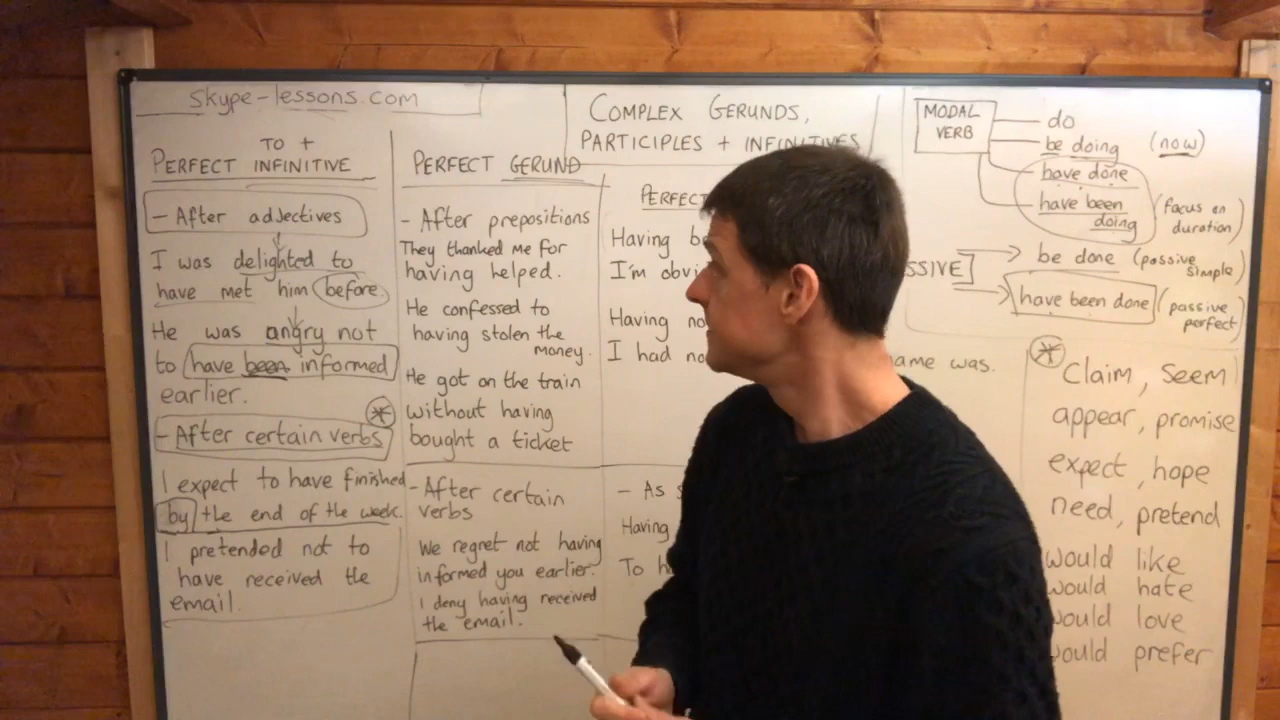 Skype-lessons.com
COMPLEX GERUNDS,
PARTICIPLES + INFINITIVES
TO +
PERFECT INFINITIVE
- After adjectives
I was delighted to
have met him before.
He was angry not
to have been informed
earlier.
- After certain verbs *
I expect to have finished
by the end of the week.
I pretended not to
have received the
email.
PERFECT GERUND
- After prepositions
They thanked me for
having helped.
He confessed to
having stolen the
money.
He got on the train
without having
bought a ticket
- After certain
verbs
We regret not having
informed you earlier.
I deny having received
the email.
PERFECT
Having
I'm
Having
I had
name was.
- As
Having
To
MODAL
VERB
do
be doing (now)
have done
have been
doing (focus on
duration)
be done (passive
simple)
have been done (passive
perfect)
* Claim, seem
appear, promise
expect, hope
need, pretend
would like
would hate
would love
would prefer